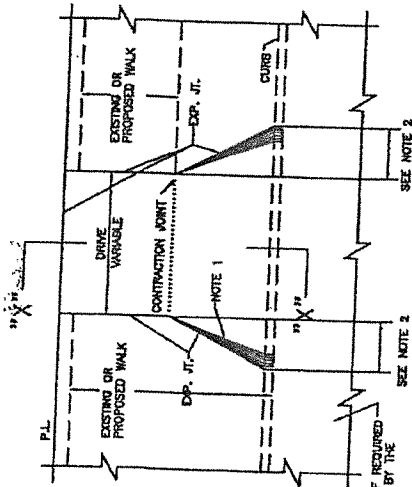 P.L.
"X"
EXISTING OR
PROPOSED WALK
DRIVE
VARIABLE
EXISTING OR
PROPOSED WALK
EXP. JT.
EXP. JT.
CONTRACTION JOINT
NOTE 1
CURB
"X"
SEE NOTE 2
SEE NOTE 2
F REQUIRED
BY THE